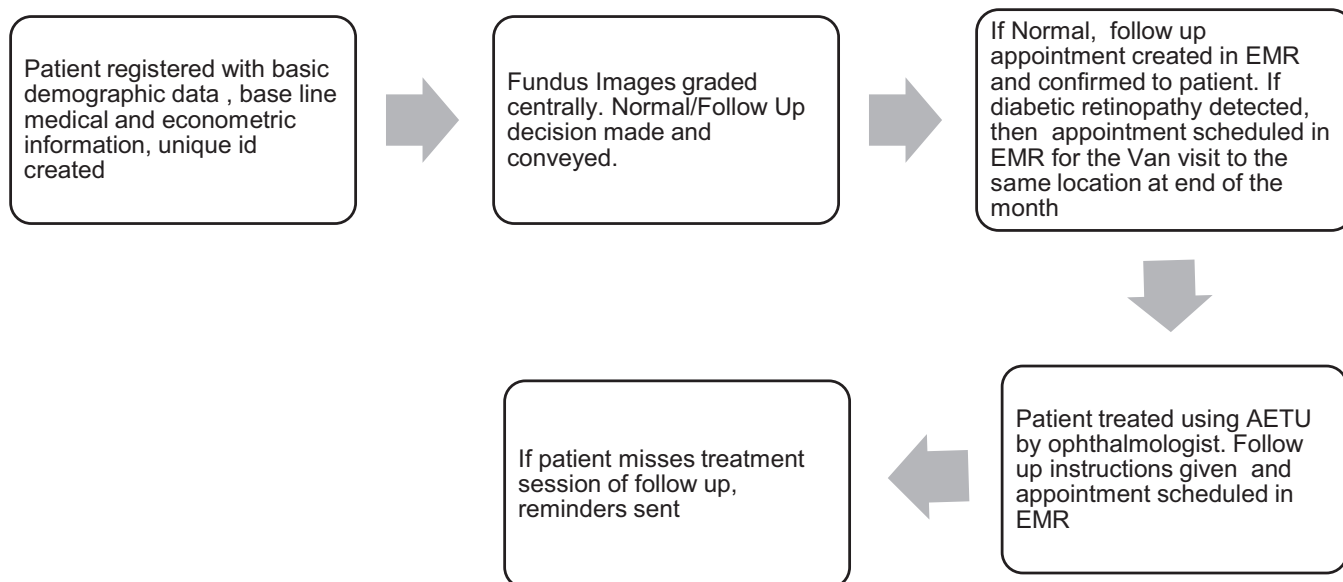 Patient registered with basic
demographic data , base line
medical and econometric
information, unique id
created
Fundus Images graded
centrally. Normal/Follow Up
decision made and
conveyed.
If Normal, follow up
appointment created in EMR
and confirmed to patient. If
diabetic retinopathy detected,
then appointment scheduled in
EMR for the Van visit to the
same location at end of the
month
Patient treated using AETU
by ophthalmologist. Follow
up instructions given and
appointment scheduled in
EMR
If patient misses treatment
session of follow up,
reminders sent